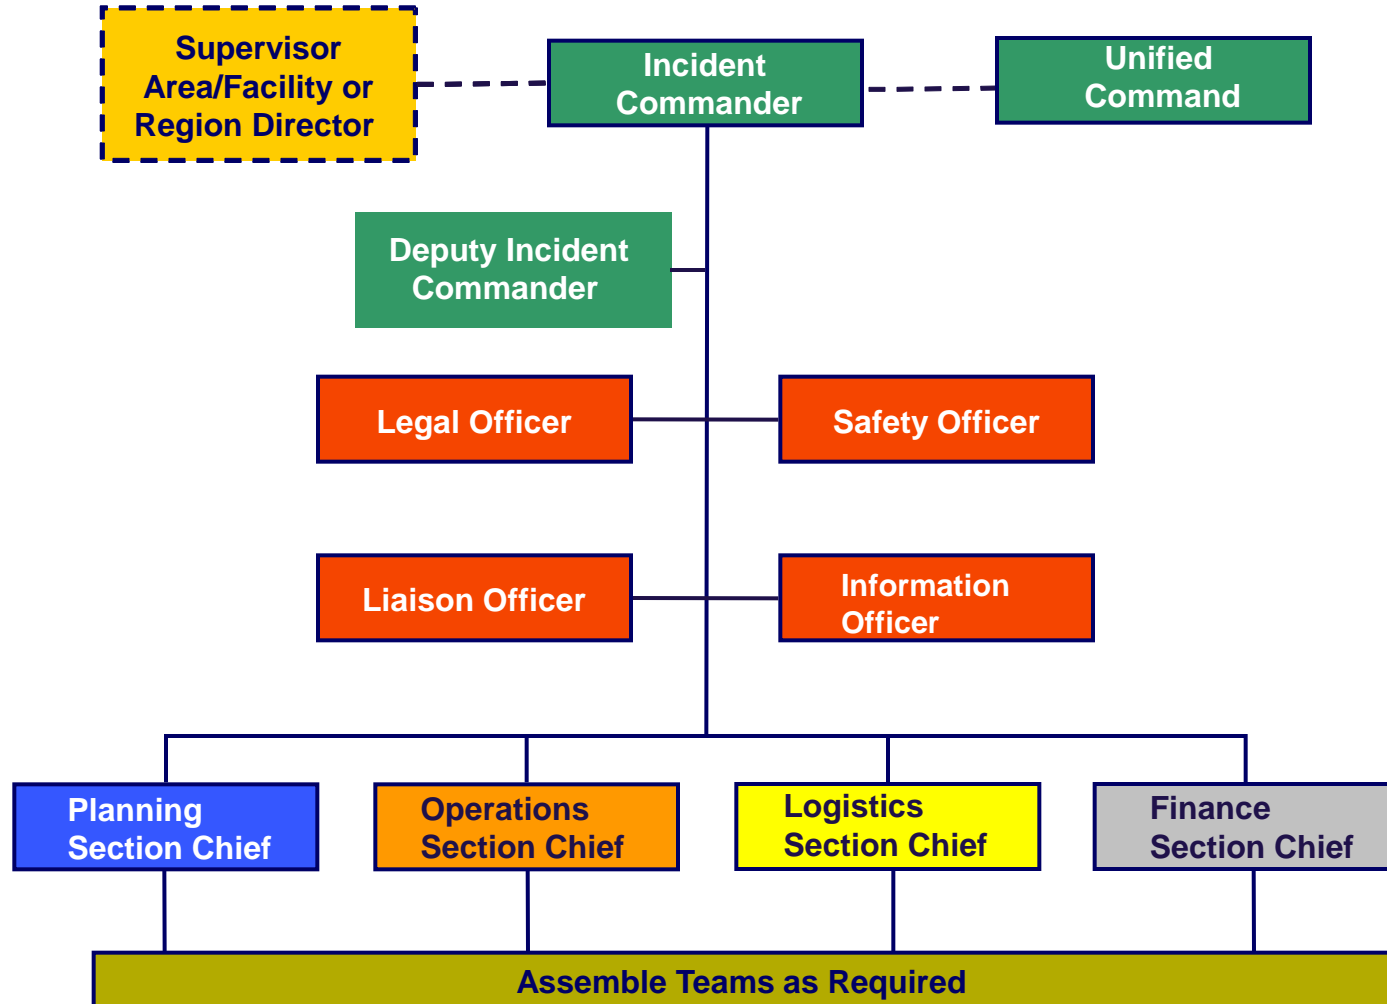 Supervisor
Area/Facility or
Region Director
Incident
Commander
Unified
Command
Deputy Incident
Commander
Legal Officer
Safety Officer
Liaison Officer
Information
Officer
Planning
Section Chief
Operations
Section Chief
Logistics
Section Chief
Finance
Section Chief
Assemble Teams as Required